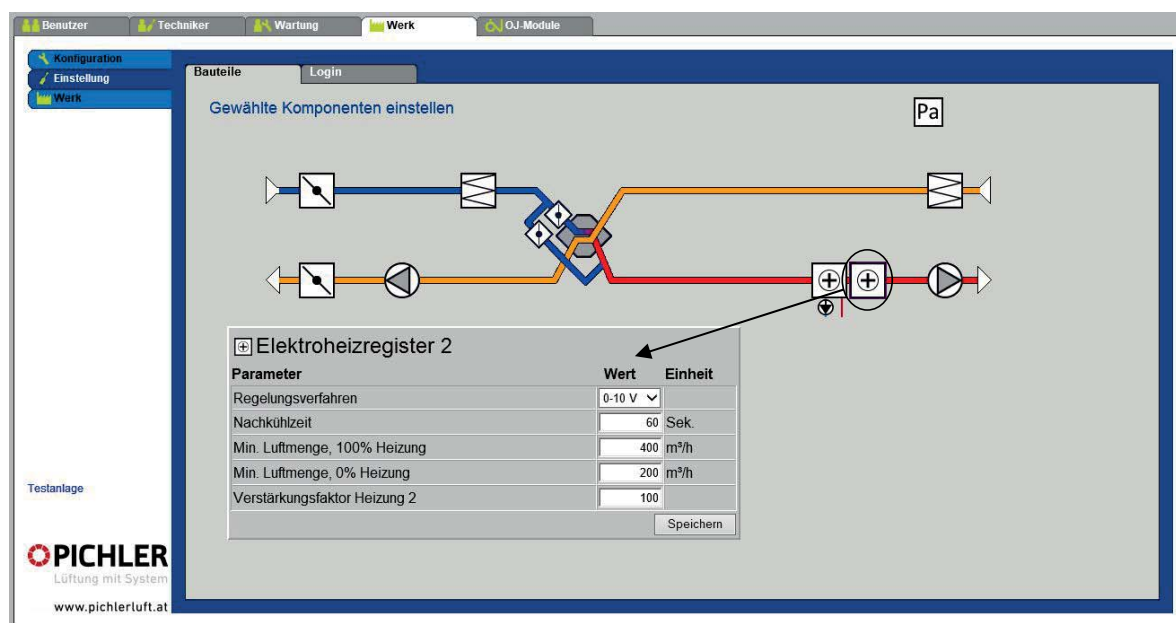 Benutzer Techniker Wartung Werk OJ-Module
Konfiguration
Einstellung
Werk
Bauteile Login
Gewählte Komponenten einstellen
Pa
Elektroheizregister 2
Parameter Wert Einheit
Regelungsverfahren 0-10 V
Nachkühlzeit 60 Sek.
Min. Luftmenge, 100% Heizung 400 m³/h
Min. Luftmenge, 0% Heizung 200 m³/h
Verstärkungsfaktor Heizung 2 100
Speichern
Testanlage
PICHLER
Lüftung mit System
www.pichlerluft.at